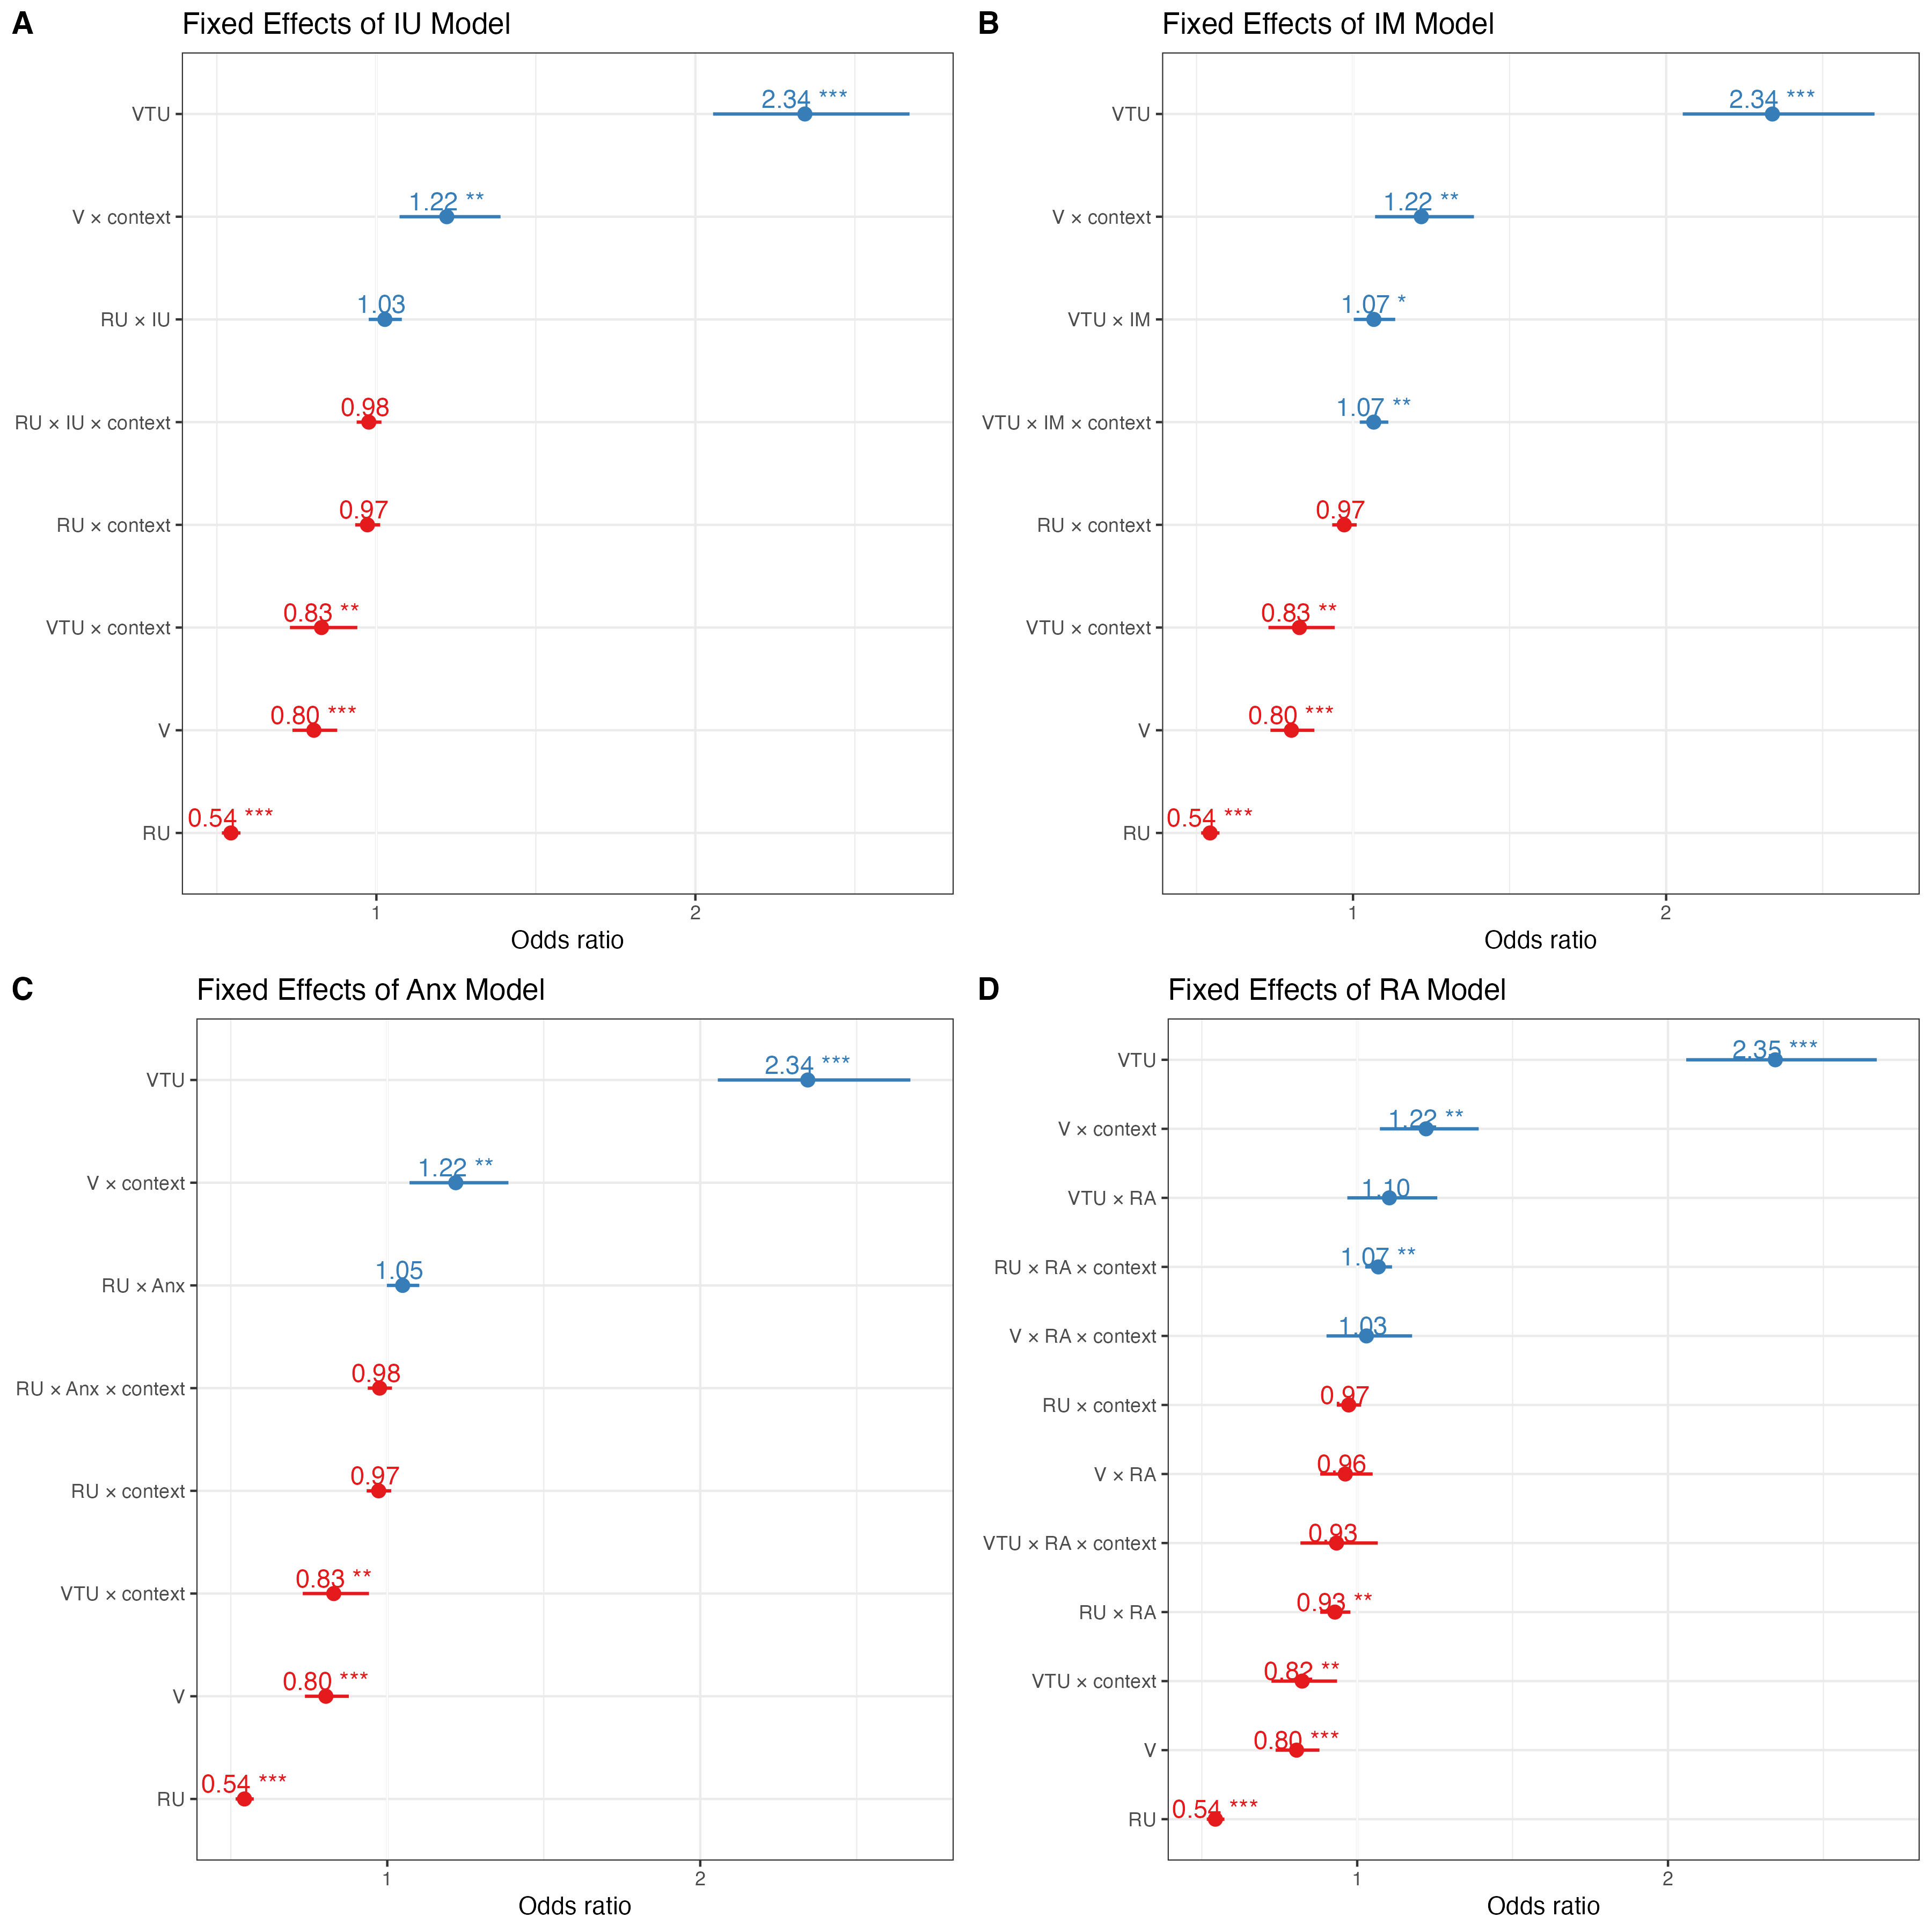 A
Fixed Effects of IU Model
VTU
2.34 ***
V × context
1.22 **
RU × IU
1.03
RU × IU × context
0.98
RU × context
0.97
VTU × context
0.83 **
V
0.80 ***
RU
0.54 ***
1 2
Odds ratio
B
Fixed Effects of IM Model
VTU
2.34 ***
V × context
1.22 **
VTU × IM
1.07 *
VTU × IM × context
1.07 **
RU × context
0.97
VTU × context
0.83 **
V
0.80 ***
RU
0.54 ***
1 2
Odds ratio
C
Fixed Effects of Anx Model
VTU
2.34 ***
V × context
1.22 **
RU × Anx
1.05
RU × Anx × context
0.98
RU × context
0.97
VTU × context
0.83 **
V
0.80 ***
RU
0.54 ***
1 2
Odds ratio
D
Fixed Effects of RA Model
VTU
2.35 ***
V × context
1.22 **
VTU × RA
1.10
RU × RA × context
1.07 **
V × RA × context
1.03
RU × context
0.97
V × RA
0.96
VTU × RA × context
0.93
RU × RA
0.93 **
VTU × context
0.82 **
V
0.80 ***
RU
0.54 ***
1 2
Odds ratio